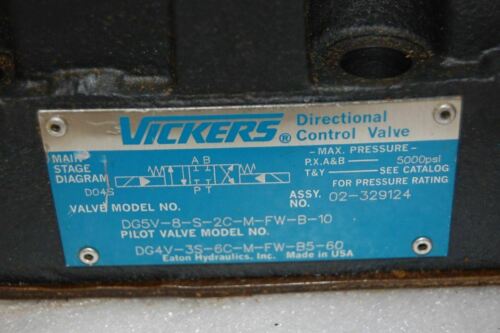 VICKERS® Directional
Control Valve
MAIN
STAGE
DIAGRAM
D04S
A B
P T
—MAX. PRESSURE—
P,X,A&B — 5000psi
T&Y — SEE CATALOG
FOR PRESSURE RATING
ASSY.
NO. 02-329124
VALVE MODEL NO.
DG5V-8-S-2C-M-FW-B-10
PILOT VALVE MODEL NO.
DG4V-3S-6C-M-FW-B5-60
Eaton Hydraulics, Inc. Made in USA